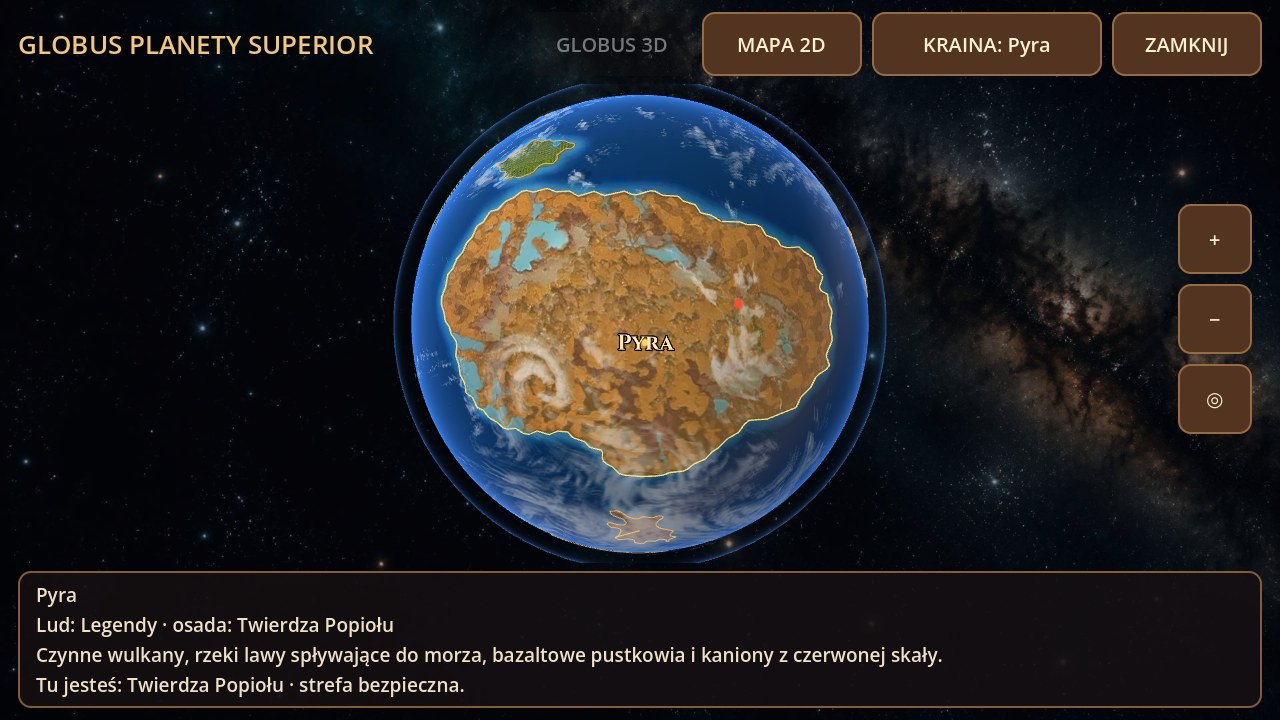 GLOBUS PLANETY SUPERIOR
GLOBUS 3D
MAPA 2D
KRAINA: Pyra
ZAMKNIJ
+
−
◎
Pyra
Pyra
Lud: Legendy · osada: Twierdza Popiołu
Czynne wulkany, rzeki lawy spływające do morza, bazaltowe pustkowia i kaniony z czerwonej skały.
Tu jesteś: Twierdza Popiołu · strefa bezpieczna.